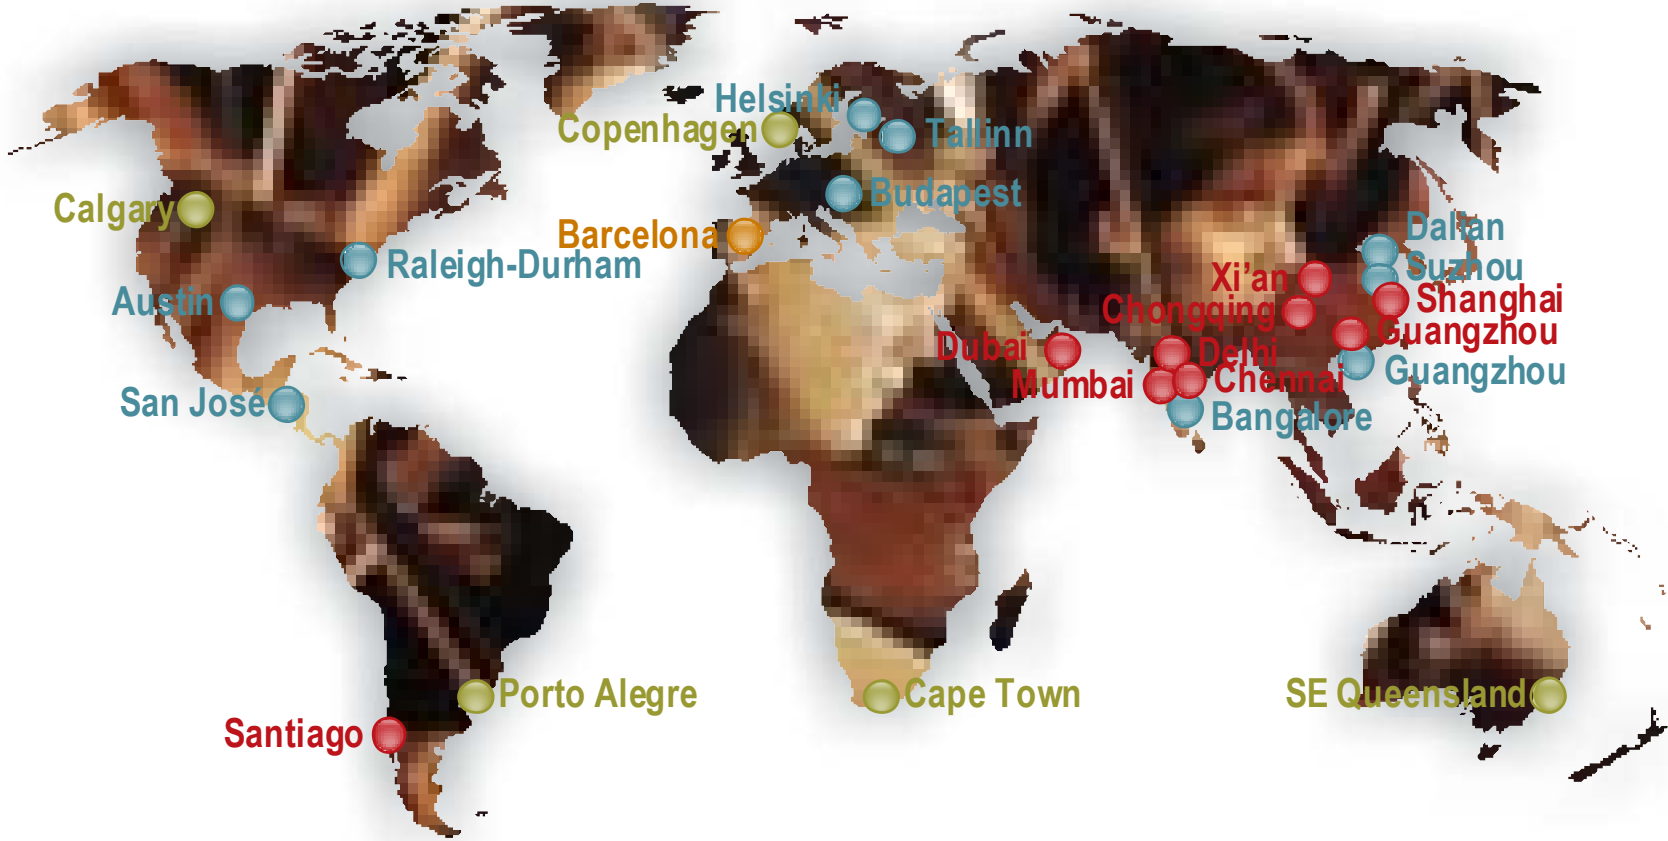 Helsinki
Copenhagen
Tallinn
Budapest
Calgary
Barcelona
Raleigh-Durham
Austin
San José
Dalian
Suzhou
Xi'an
Shanghai
Chongqing
Guangzhou
Dubai
Delhi
Mumbai
Chennai
Guangzhou
Bangalore
Porto Alegre
Cape Town
SE Queensland
Santiago